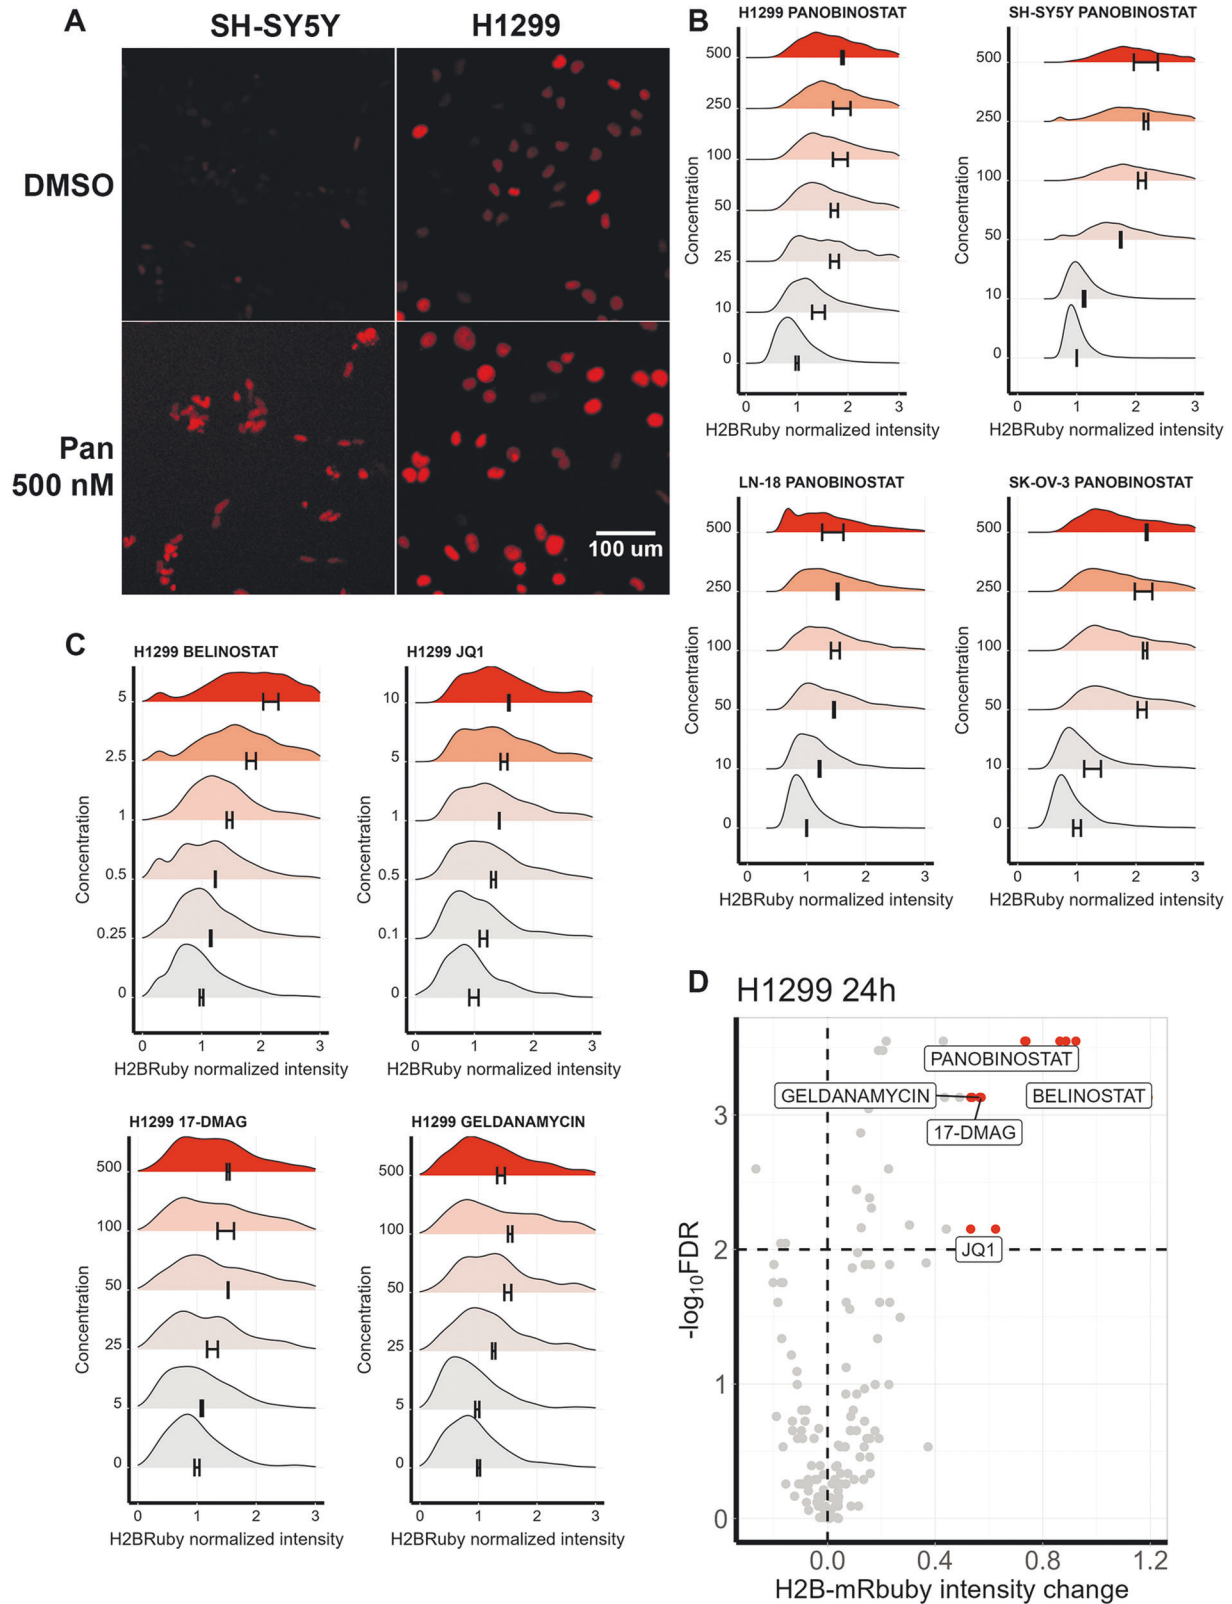 A
SH-SY5Y
H1299
DMSO
Pan
500 nM
100 um
B
H1299 PANOBINOSTAT
500
250
100
50
25
10
0
Concentration
0 1 2 3
H2BRuby normalized intensity
SH-SY5Y PANOBINOSTAT
500
250
100
50
10
0
Concentration
0 1 2 3
H2BRuby normalized intensity
LN-18 PANOBINOSTAT
500
250
100
50
10
0
Concentration
0 1 2 3
H2BRuby normalized intensity
SK-OV-3 PANOBINOSTAT
500
250
100
50
10
0
Concentration
0 1 2 3
H2BRuby normalized intensity
C
H1299 BELINOSTAT
5
2.5
1
0.5
0.25
0
Concentration
0 1 2 3
H2BRuby normalized intensity
H1299 JQ1
10
5
1
0.5
0.1
0
Concentration
0 1 2 3
H2BRuby normalized intensity
H1299 17-DMAG
500
100
50
25
5
0
Concentration
0 1 2 3
H2BRuby normalized intensity
H1299 GELDANAMYCIN
500
100
50
25
5
0
Concentration
0 1 2 3
H2BRuby normalized intensity
D
H1299 24h
PANOBINOSTAT
GELDANAMYCIN
BELINOSTAT
17-DMAG
JQ1
3
2
1
0
-log10FDR
0.0 0.4 0.8 1.2
H2B-mRbuby intensity change